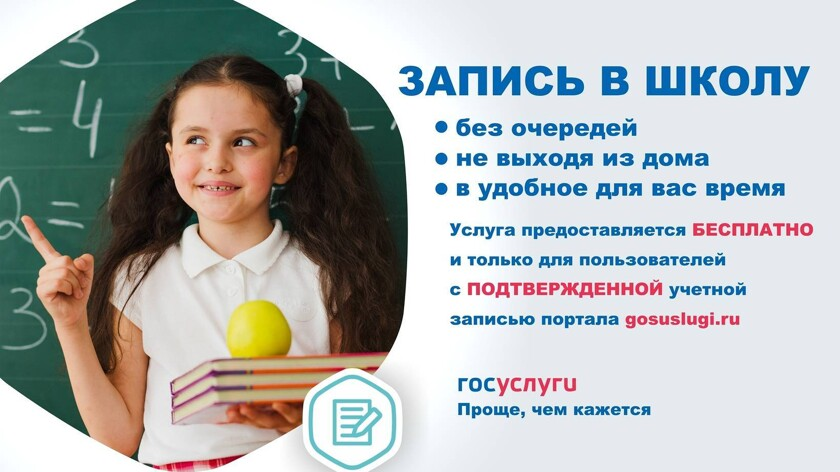 ЗАПИСЬ В ШКОЛУ
• без очередей
• не выходя из дома
• в удобное для вас время
Услуга предоставляется БЕСПЛАТНО
и только для пользователей
с ПОДТВЕРЖДЕННОЙ учетной
записью портала gosuslugi.ru
госуслуги
Проще, чем кажется